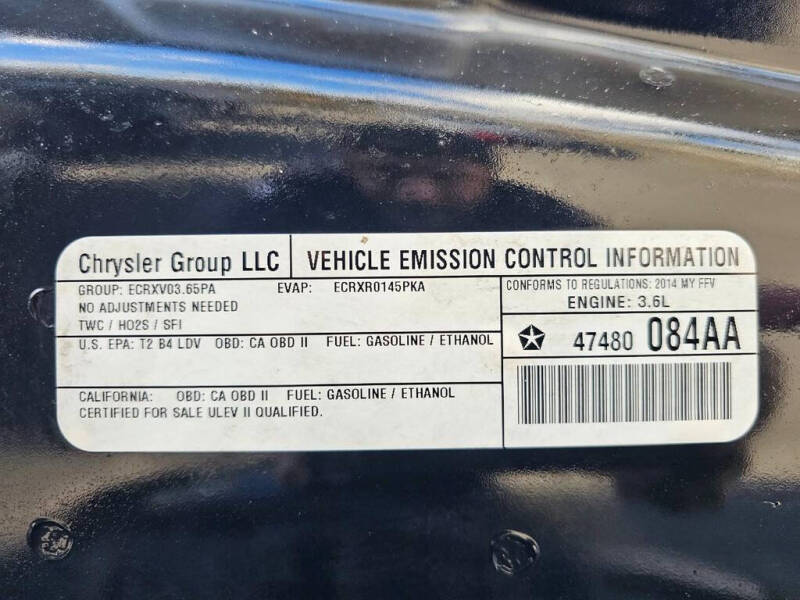 Chrysler Group LLC
VEHICLE EMISSION CONTROL INFORMATION
GROUP: ECRXV03.65PA EVAP: ECRXR0145PKA
NO ADJUSTMENTS NEEDED
TWC / HO2S / SFI
CONFORMS TO REGULATIONS: 2014 MY FFV
ENGINE: 3.6L
U.S. EPA: T2 B4 LDV OBD: CA OBD II FUEL: GASOLINE / ETHANOL
47480 084AA
CALIFORNIA: OBD: CA OBD II FUEL: GASOLINE / ETHANOL
CERTIFIED FOR SALE ULEV II QUALIFIED.